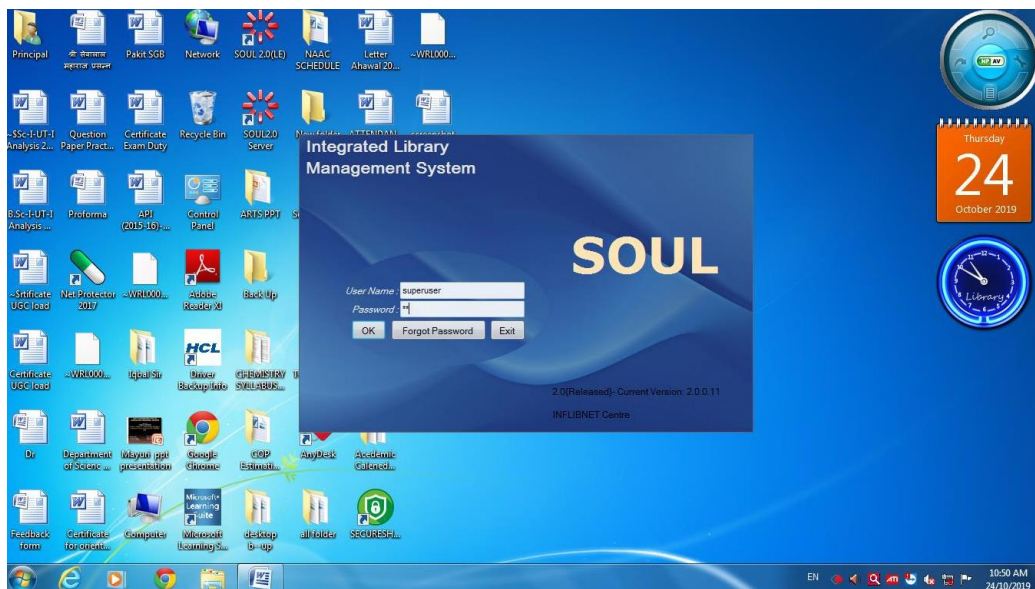 Principal
श्री सेवालाल
महाराज प्रसन्न
Pakit SGB
Network
SOUL 2.0(LE)
NAAC
SCHEDULE
Letter
Ahawal 20...
~WRL000...
~$Sc-I-UT-I
Analysis 2...
Question
Paper Pract...
Certificate
Exam Duty
Recycle Bin
SOUL2.0
Server
B.Sc-I-UT-I
Analysis ...
Proforma
API
(2015-16)-...
Control
Panel
ARTS PPT
UGC load
Net Protector
2017
~WRL000...
Adobe
Reader XI
Back Up
Certificate
UGC load
~WRL000...
Iqbal Sir
HCL
Driver
Backup Info
CHEMISTRY
SYLLABUS...
Dr
Department
of Scienc ...
Mayuri ppt
presentation
Google
Chrome
COP
Estimati...
AnyDesk
Acedemic
Calened...
Feedback
form
Certificate
for orient...
Computer
Microsoft
Learning
Suite
Microsoft
Learning S...
desktop
b--up
all folder
SECURESH...
Integrated Library
Management System
SOUL
User Name : superuser
Password : **
OK Forgot Password Exit
2.0(Released)- Current Version: 2.0.0.11
INFLIBNET Centre
Thursday
24
October 2019
Library
EN
10:50 AM
24/10/2019